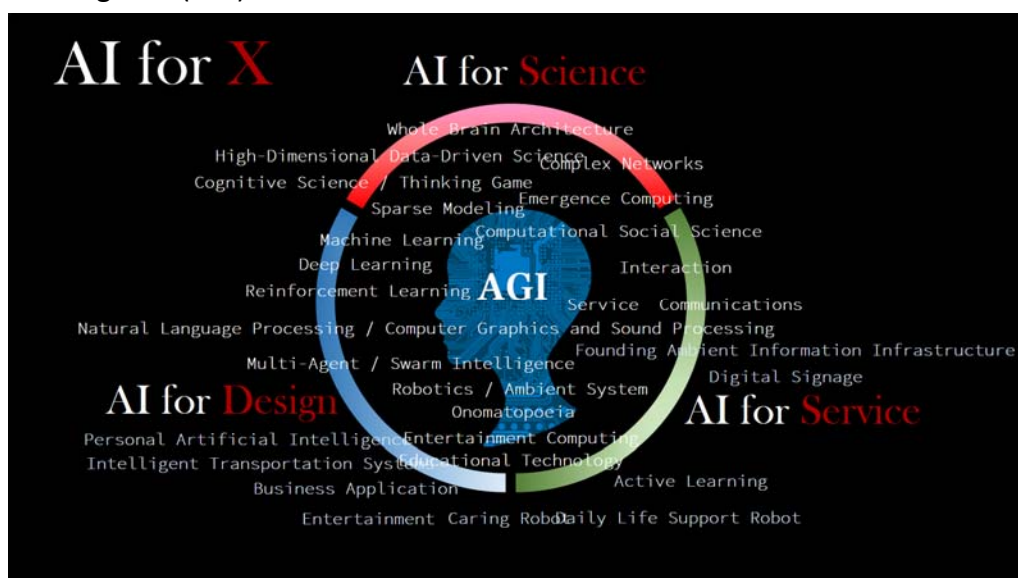 AI for X
AI for Science
Whole Brain Architecture
High-Dimensional Data-Driven Science
Complex Networks
Cognitive Science / Thinking Game
Emergence Computing
Sparse Modeling
Computational Social Science
Machine Learning
Deep Learning
Interaction
Reinforcement Learning
AGI
Service Communications
Natural Language Processing / Computer Graphics and Sound Processing
Founding Ambient Information Infrastructure
Multi-Agent / Swarm Intelligence
Digital Signage
Robotics / Ambient System
AI for Design
Onomatopoeia
AI for Service
Personal Artificial Intelligence
Entertainment Computing
Intelligent Transportation Systems
Educational Technology
Active Learning
Business Application
Entertainment Caring Robot
Daily Life Support Robot